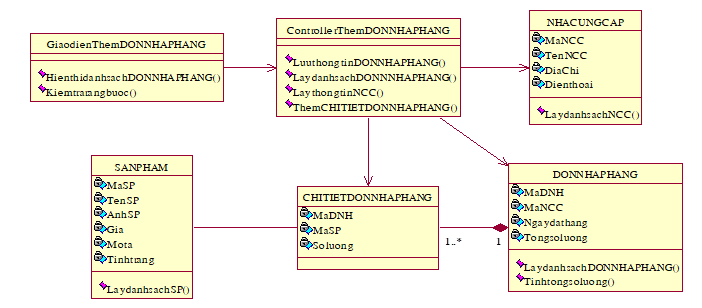 GiaodienThemDONNHAPHANG
HienthidanhsachDONNHAPHANG()
Kiemtrarangbuoc()
ControllerThemDONNHAPHANG
LuuthongtinDONNHAPHANG()
LaydanhsachDONNNHAPHANG()
LaythongtinNCC()
ThemCHITIETDONNHAPHANG()
NHACUNGCAP
MaNCC
TenNCC
DiaChi
Dienthoai
LaydanhsachNCC()
SANPHAM
MaSP
TenSP
AnhSP
Gia
Mota
Tinhtrang
LaydanhsachSP()
CHITIETDONNHAPHANG
MaDNH
MaSP
Soluong
1..*
1
DONNHAPHANG
MaDNH
MaNCC
Ngaydathang
Tongsoluong
LaydanhsachDONNHAPHANG()
Tinhtongsoluong()